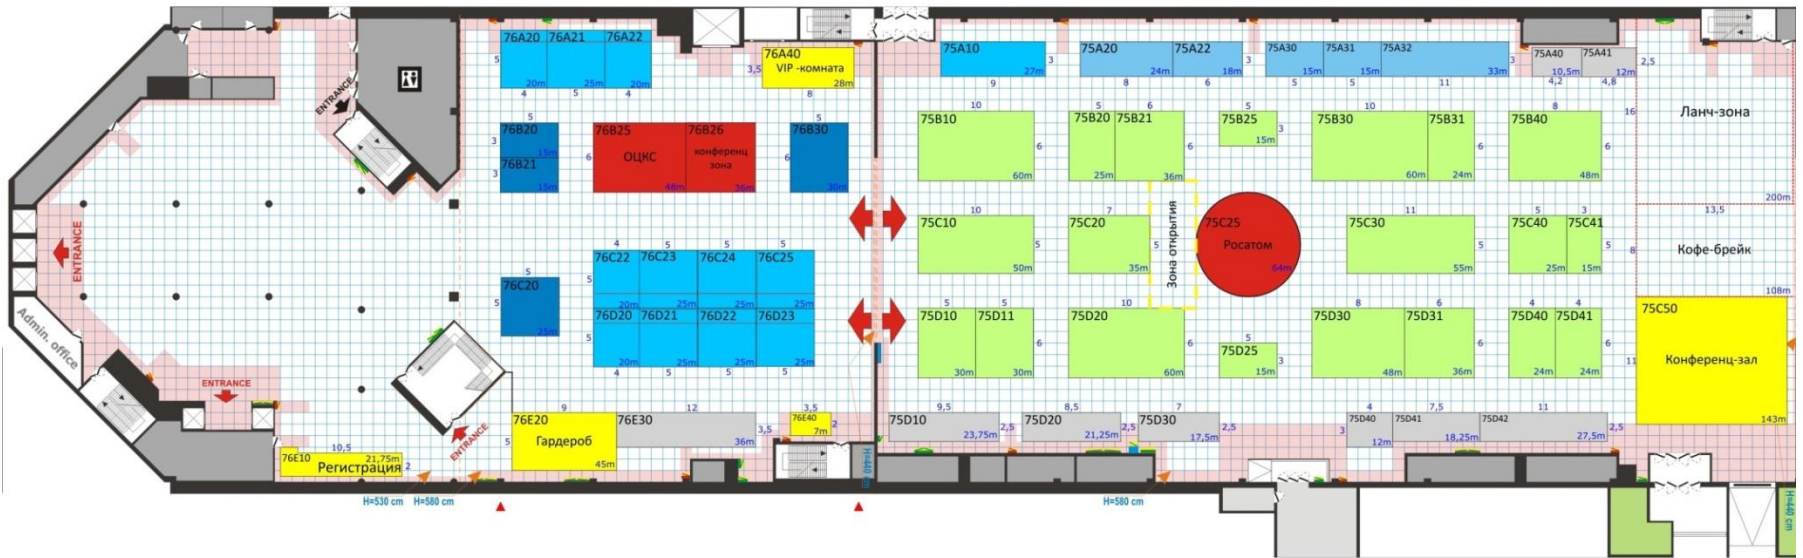 76A20 76A21 76A22
5
20m 25m 20m
4 5 4
76A40
VIP -комната
3,5
28m
8
75A10
27m
3
9
75A20 75A22
24m 18m
3
8 6
75A30 75A31 75A32
15m 15m 33m
3
5 5 11
75A40 75A41
10,5m 12m
2,5
4,2 4,8
ENTRANCE
5
76B20
3
15m
76B21
3
15m
76B25
ОЦКС
6
48m
76B26
конференц
зона
36m
5
76B30
6
30m
10
75B10
6
60m
5 6
75B20 75B21
6
25m 36m
5
75B25
3
15m
10
75B30 75B31
6
60m 24m
8
75B40
6
48m
16
Ланч-зона
200m
13,5
ENTRANCE
5
76C20
5
25m
4 5 5 5
76C22 76C23 76C24 76C25
5
20m 25m 25m 25m
76D20 76D21 76D22 76D23
5
20m 25m 25m 25m
4 5 5 5
10
75C10
5
50m
7
75C20
5
35m
Зона открытия
75C25
Росатом
64m
11
75C30
5
55m
5 3
75C40 75C41
5
25m 15m
8
Кофе-брейк
108m
5 5
75D10 75D11
6
30m 30m
10
75D20
6
60m
5
75D25
3
15m
8 6
75D30 75D31
6
48m 36m
4 4
75D40 75D41
6
24m 24m
75C50
11
Конференц-зал
143m
Admin. office
ENTRANCE
ENTRANCE
10,5
76E10
21,75m
Регистрация
2
9
76E20
5
Гардероб
45m
12
76E30
3,5
36m
3,5
76E40
2
7m
9,5
75D10
2,5
23,75m
8,5
75D20
2,5
21,25m
7
75D30
2,5
17,5m
4 7,5 11
75D40 75D41 75D42
3
12m 18,25m 27,5m
2,5
H=530 cm H=580 cm
H=440 cm
H=580 cm
H=440 cm